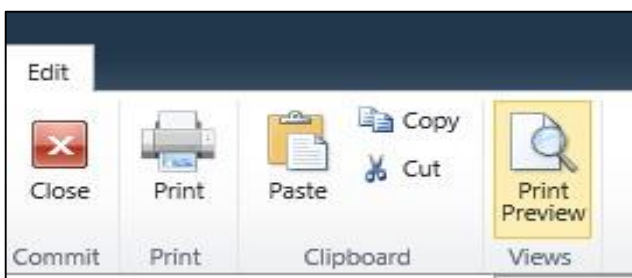 Edit
Close
Print
Paste
Copy
Cut
Print
Preview
Commit
Print
Clipboard
Views